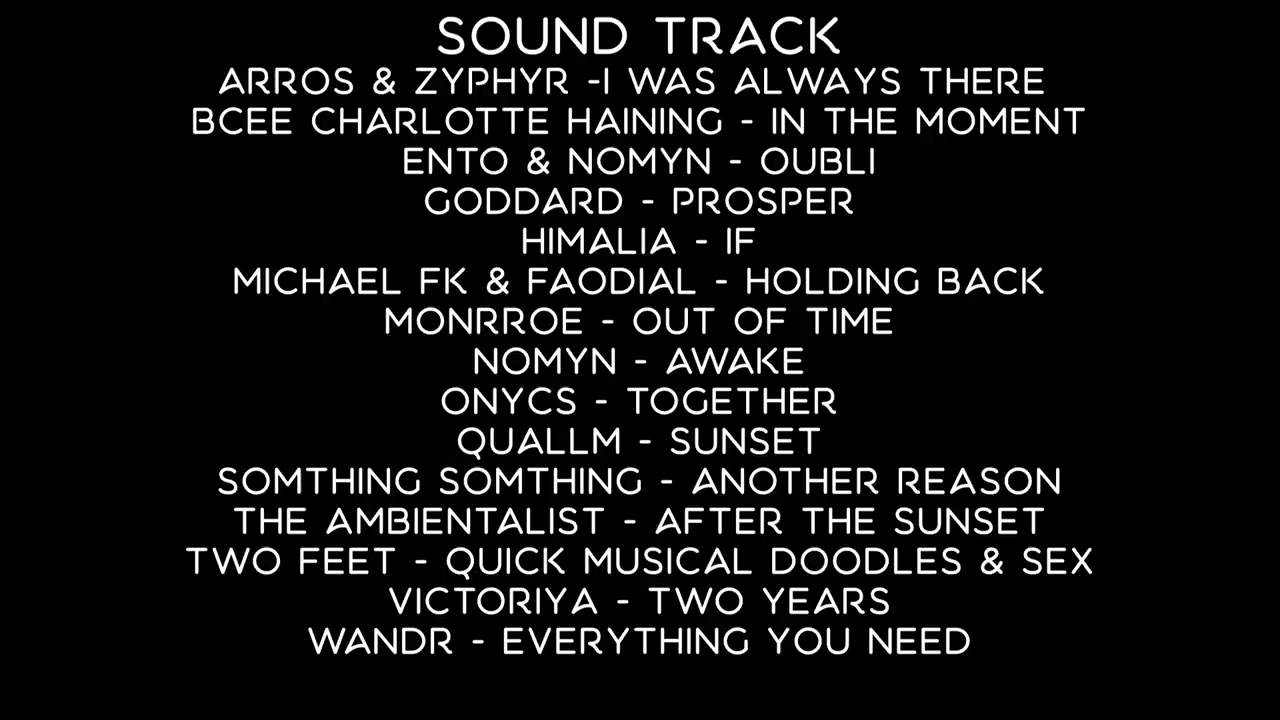 SOUND TRACK
ARROS & ZYPHYR -I WAS ALWAYS THERE
BCEE CHARLOTTE HAINING - IN THE MOMENT
ENTO & NOMYN - OUBLI
GODDARD - PROSPER
HIMALIA - IF
MICHAEL FK & FAODIAL - HOLDING BACK
MONRROE - OUT OF TIME
NOMYN - AWAKE
ONYCS - TOGETHER
QUALLM - SUNSET
SOMTHING SOMTHING - ANOTHER REASON
THE AMBIENTALIST - AFTER THE SUNSET
TWO FEET - QUICK MUSICAL DOODLES & SEX
VICTORIYA - TWO YEARS
WANDR - EVERYTHING YOU NEED